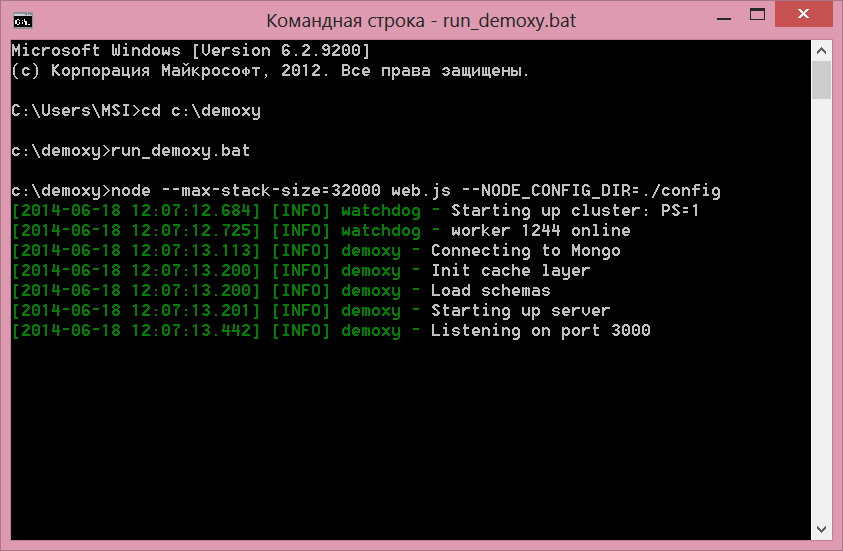 Командная строка - run_demoxy.bat
Microsoft Windows [Version 6.2.9200]
(c) Корпорация Майкрософт, 2012. Все права защищены.
C:\Users\MSI>cd c:\demoxy
c:\demoxy>run_demoxy.bat
c:\demoxy>node --max-stack-size=32000 web.js --NODE_CONFIG_DIR=./config
[2014-06-18 12:07:12.684] [INFO] watchdog - Starting up cluster: PS=1
[2014-06-18 12:07:12.725] [INFO] watchdog - worker 1244 online
[2014-06-18 12:07:13.113] [INFO] demoxy - Connecting to Mongo
[2014-06-18 12:07:13.200] [INFO] demoxy - Init cache layer
[2014-06-18 12:07:13.200] [INFO] demoxy - Load schemas
[2014-06-18 12:07:13.201] [INFO] demoxy - Starting up server
[2014-06-18 12:07:13.442] [INFO] demoxy - Listening on port 3000